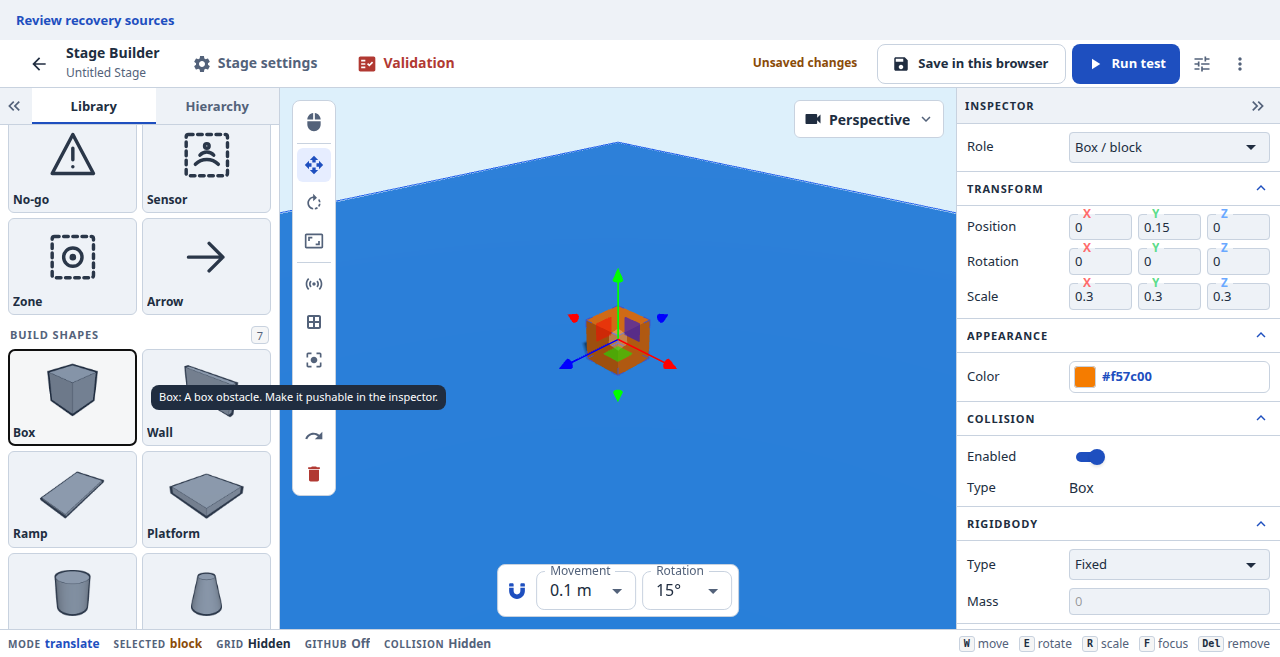 Review recovery sources
Stage Builder
Untitled Stage
Stage settings
Validation
Unsaved changes
Save in this browser
Run test
Library
Hierarchy
No-go
Sensor
Zone
Arrow
BUILD SHAPES
7
Box
Wall
Box: A box obstacle. Make it pushable in the inspector.
Ramp
Platform
Perspective
Movement
0.1 m
Rotation
15°
INSPECTOR
Role
Box / block
TRANSFORM
Position
X
0
Y
0.15
Z
0
Rotation
X
0
Y
0
Z
0
Scale
X
0.3
Y
0.3
Z
0.3
APPEARANCE
Color
#f57c00
COLLISION
Enabled
Type
Box
RIGIDBODY
Type
Fixed
Mass
0
MODE translate
SELECTED block
GRID Hidden
GITHUB Off
COLLISION Hidden
W move
E rotate
R scale
F focus
Del remove